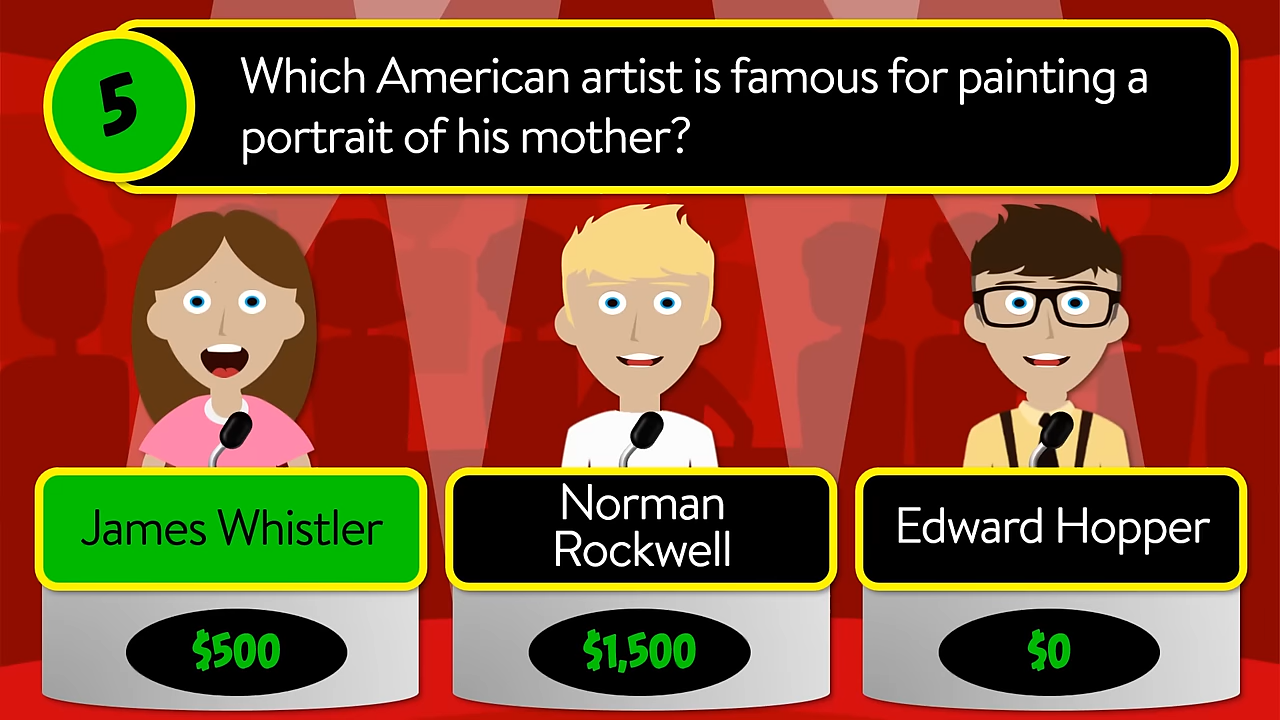 5
Which American artist is famous for painting a
portrait of his mother?
James Whistler
Norman
Rockwell
Edward Hopper
$500
$1,500
$0